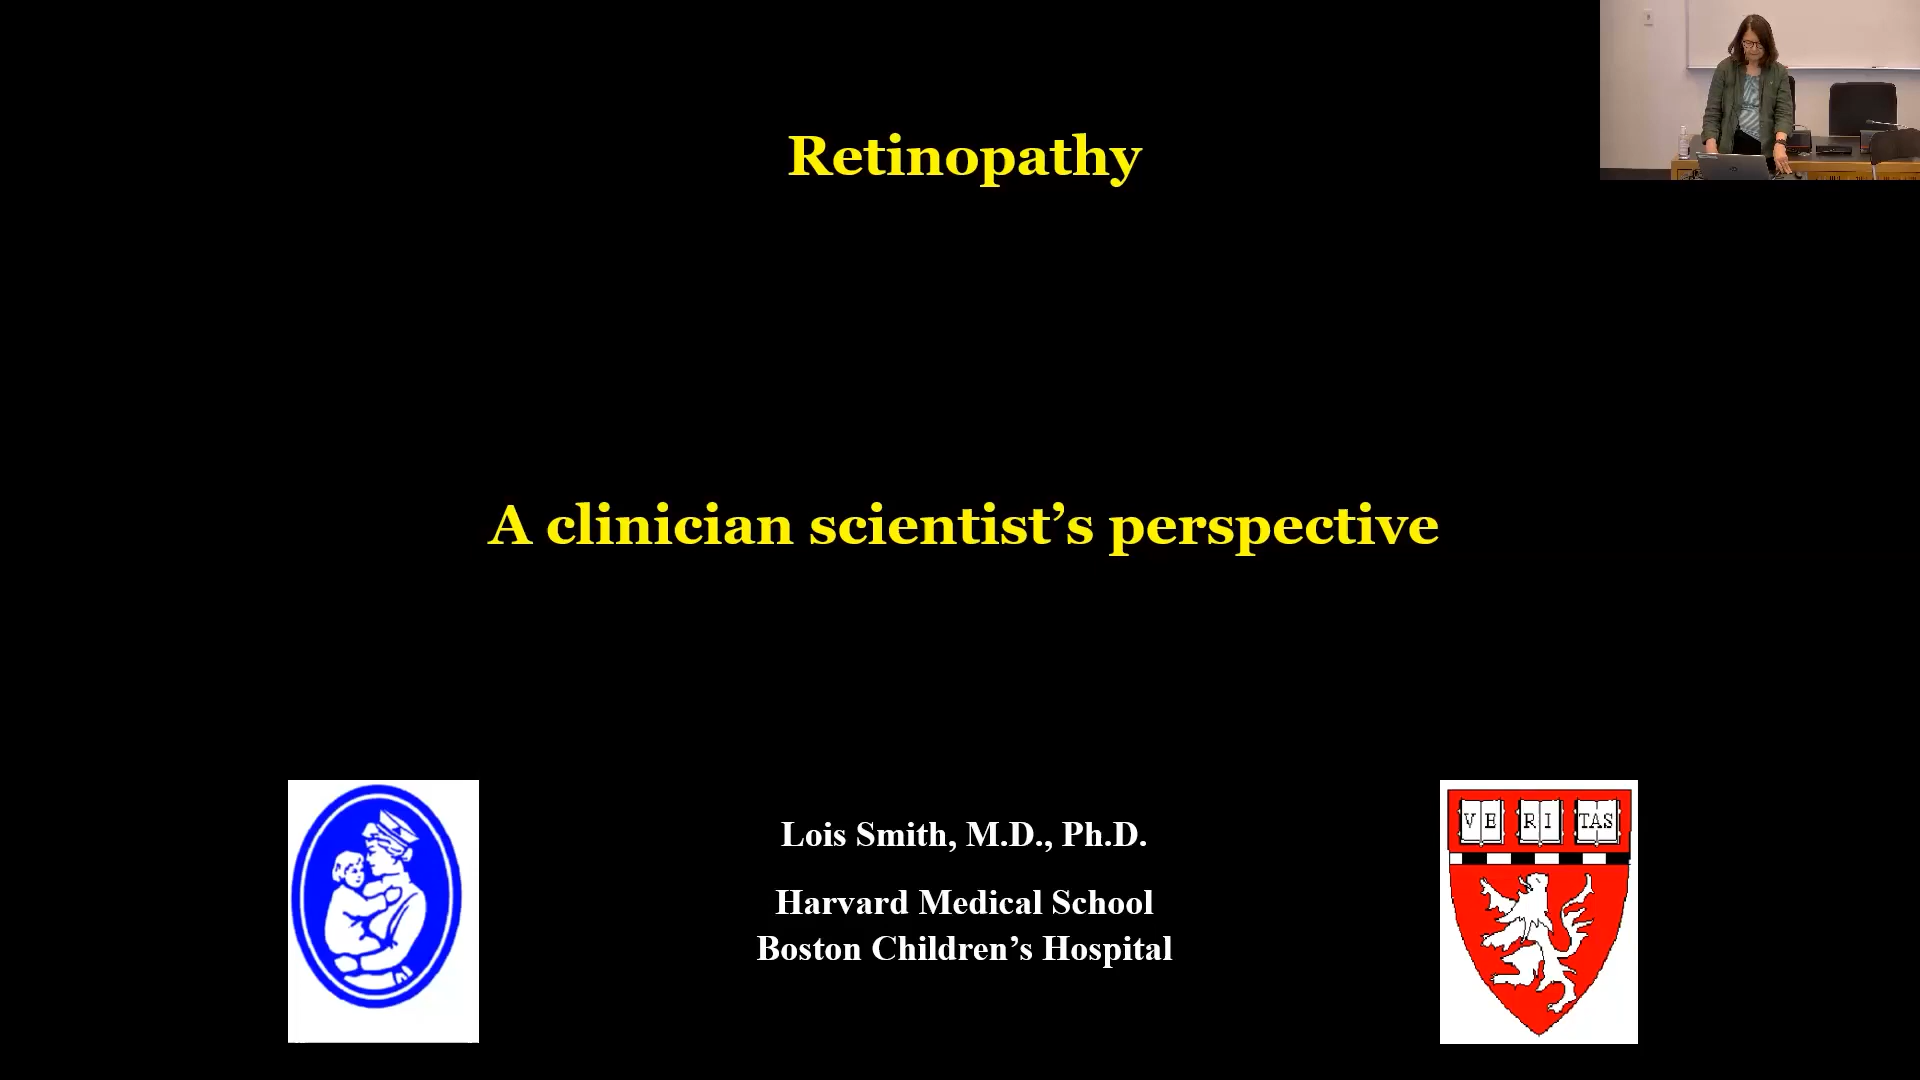 Retinopathy
A clinician scientist’s perspective
Lois Smith, M.D., Ph.D.
Harvard Medical School
Boston Children’s Hospital
VE RI TAS